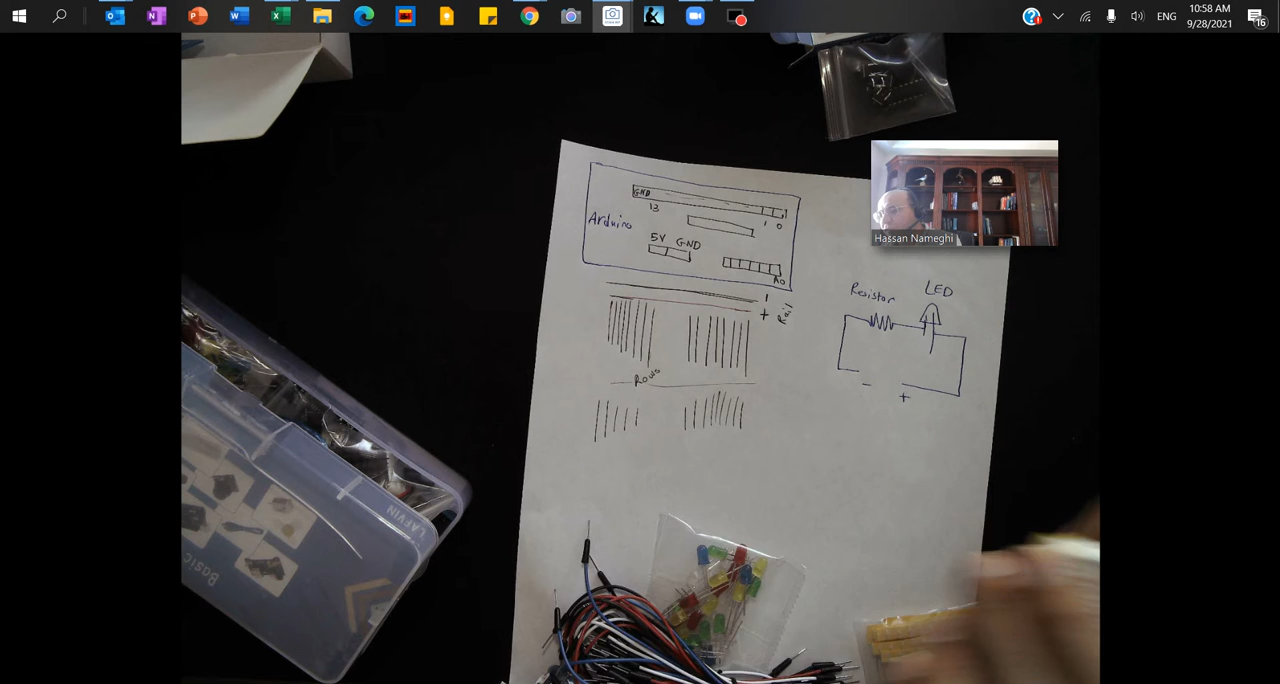 ENG
10:58 AM
9/28/2021
16
Hassan Nameghi
GND
13
1 0
Arduino
5V GND
A0
-
+
Rail
Rows
Resistor
LED
-
+
LAFVIN
Basic